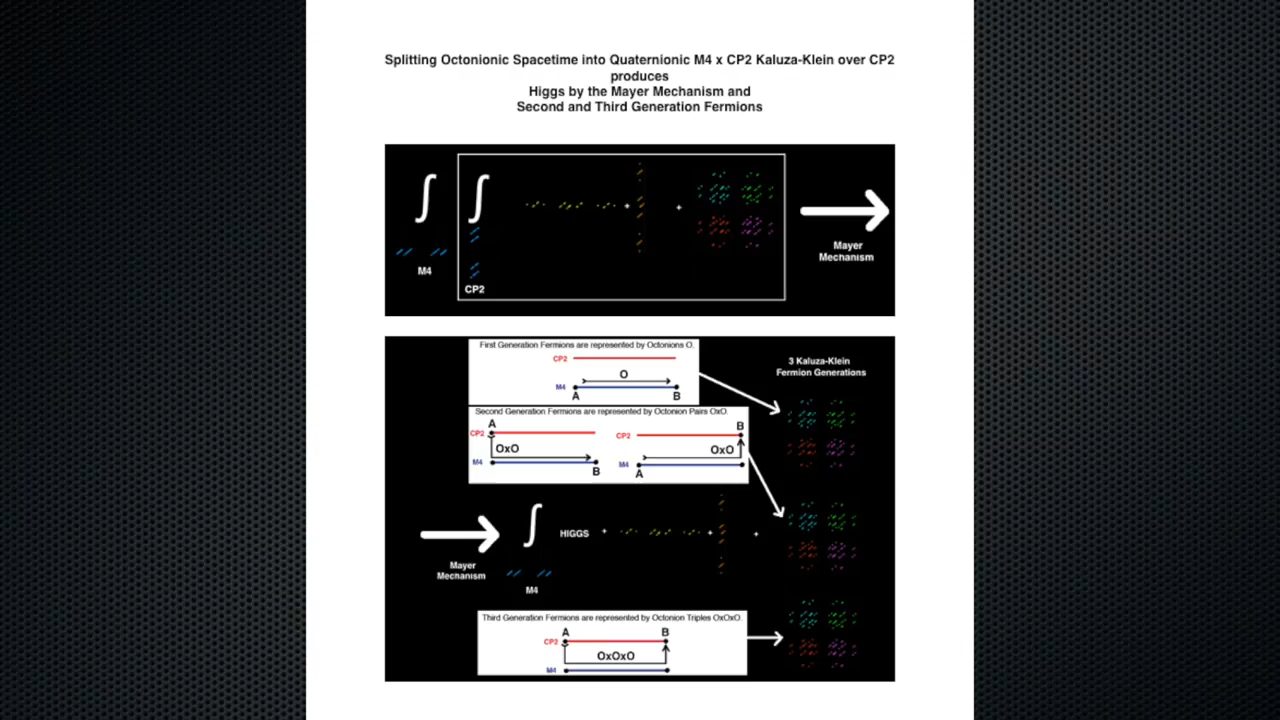 Splitting Octonionic Spacetime into Quaternionic M4 x CP2 Kaluza-Klein over CP2
produces
Higgs by the Mayer Mechanism and
Second and Third Generation Fermions
∫ ∫ + +
M4
CP2
Mayer
Mechanism
First Generation Fermions are represented by Octonions O.
CP2
O
M4
A B
3 Kaluza-Klein
Fermion Generations
Second Generation Fermions are represented by Octonion Pairs OxO.
A B
CP2 CP2
OxO OxO
M4 M4
B A
∫ HIGGS + + +
Mayer
Mechanism
M4
Third Generation Fermions are represented by Octonion Triples OxOxO.
A B
CP2
OxOxO
M4